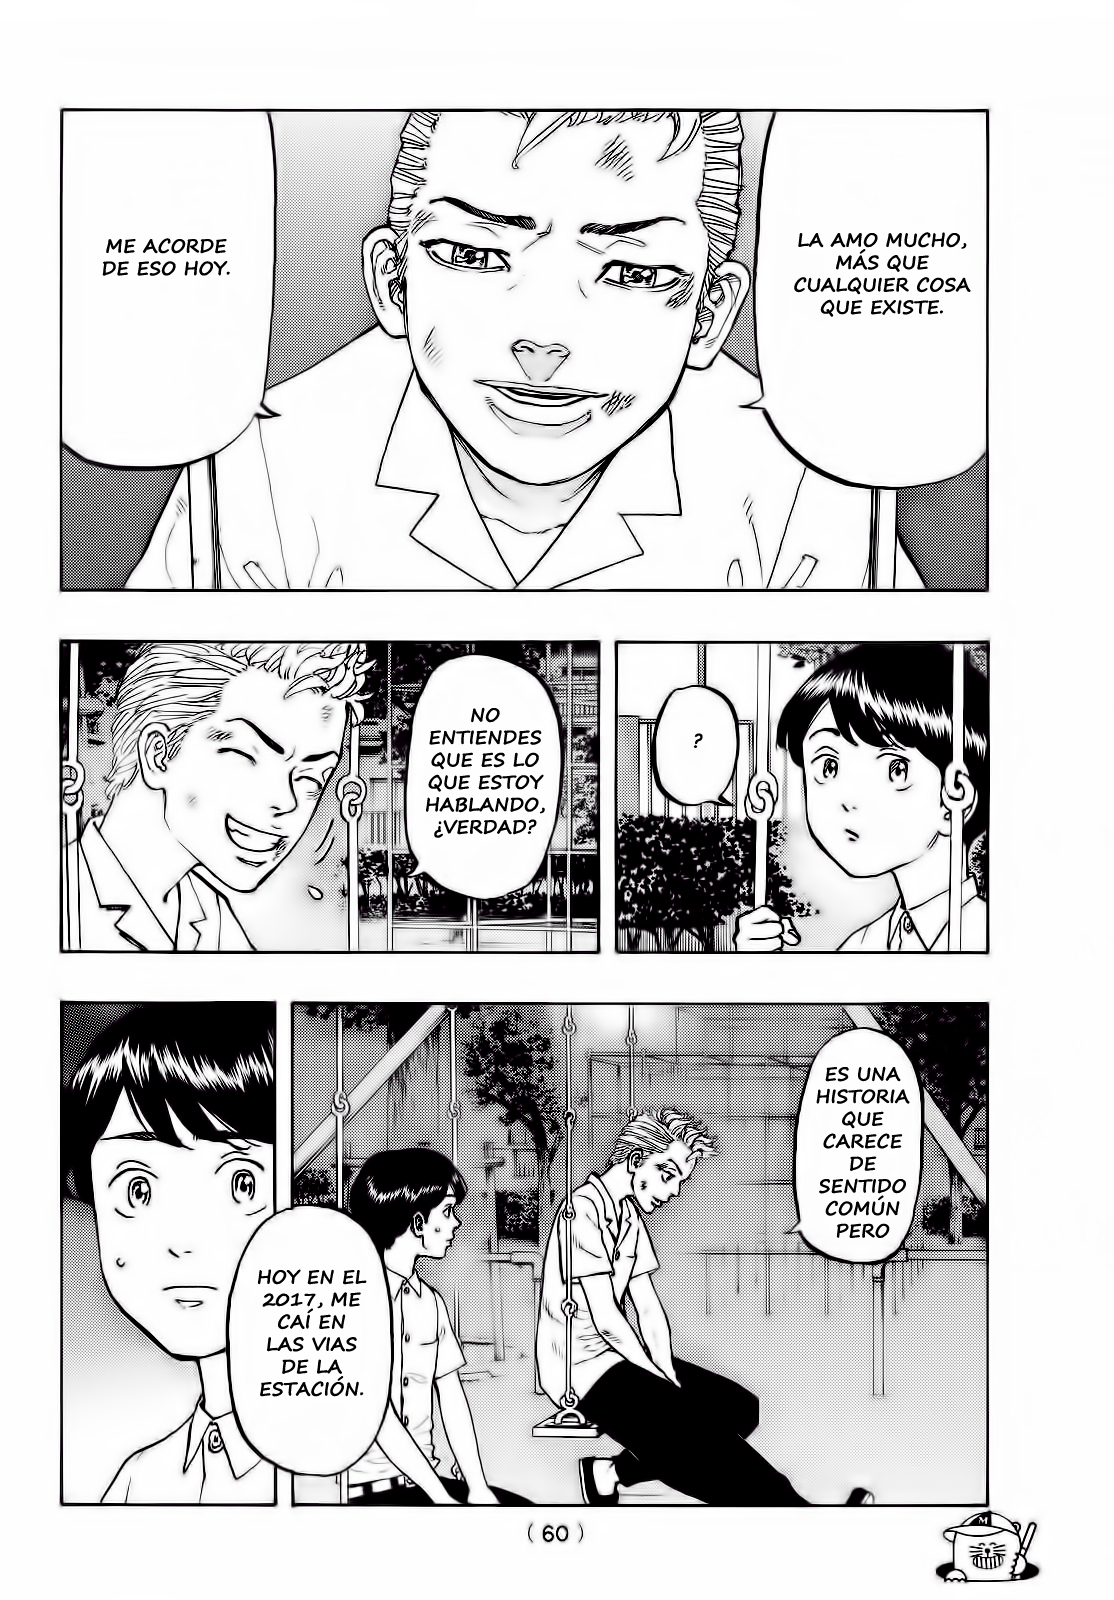 LA AMO MUCHO,
MÁS QUE
CUALQUIER COSA
QUE EXISTE.
ME ACORDE
DE ESO HOY.
?
NO
ENTIENDES
QUE ES LO
QUE ESTOY
HABLANDO,
¿VERDAD?
ES UNA
HISTORIA
QUE
CARECE
DE
SENTIDO
COMÚN
PERO
HOY EN EL
2017, ME
CAÍ EN
LAS VIAS
DE LA
ESTACIÓN.
(60)
M